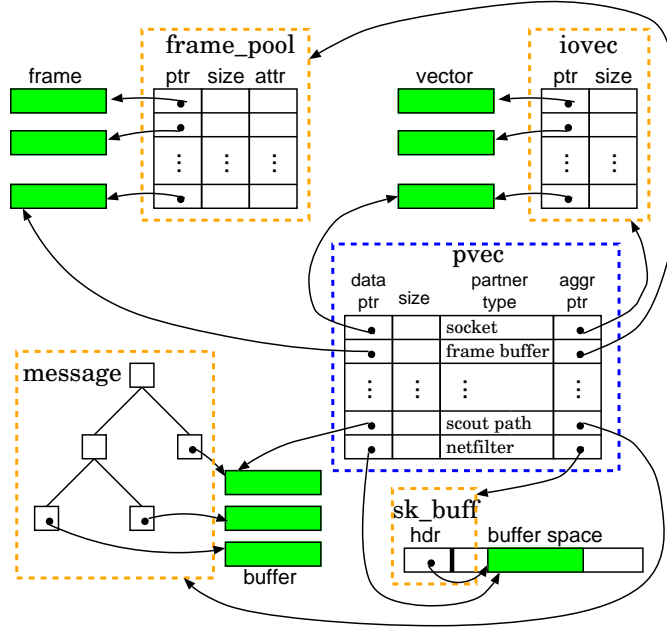 frame_pool
iovec
frame
ptr size attr
vector
ptr size
⋮ ⋮ ⋮
⋮ ⋮
pvec
data ptr
size
partner type
aggr ptr
socket
frame buffer
⋮ ⋮ ⋮ ⋮
scout path
netfilter
message
buffer
sk_buff
hdr
buffer space